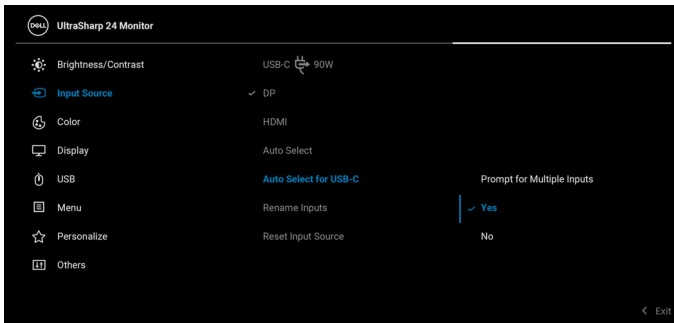 DELL UltraSharp 24 Monitor
Brightness/Contrast USB-C 90W
Input Source DP
Color HDMI
Display Auto Select
USB Auto Select for USB-C Prompt for Multiple Inputs
Menu Rename Inputs Yes
Personalize Reset Input Source No
Others
Exit